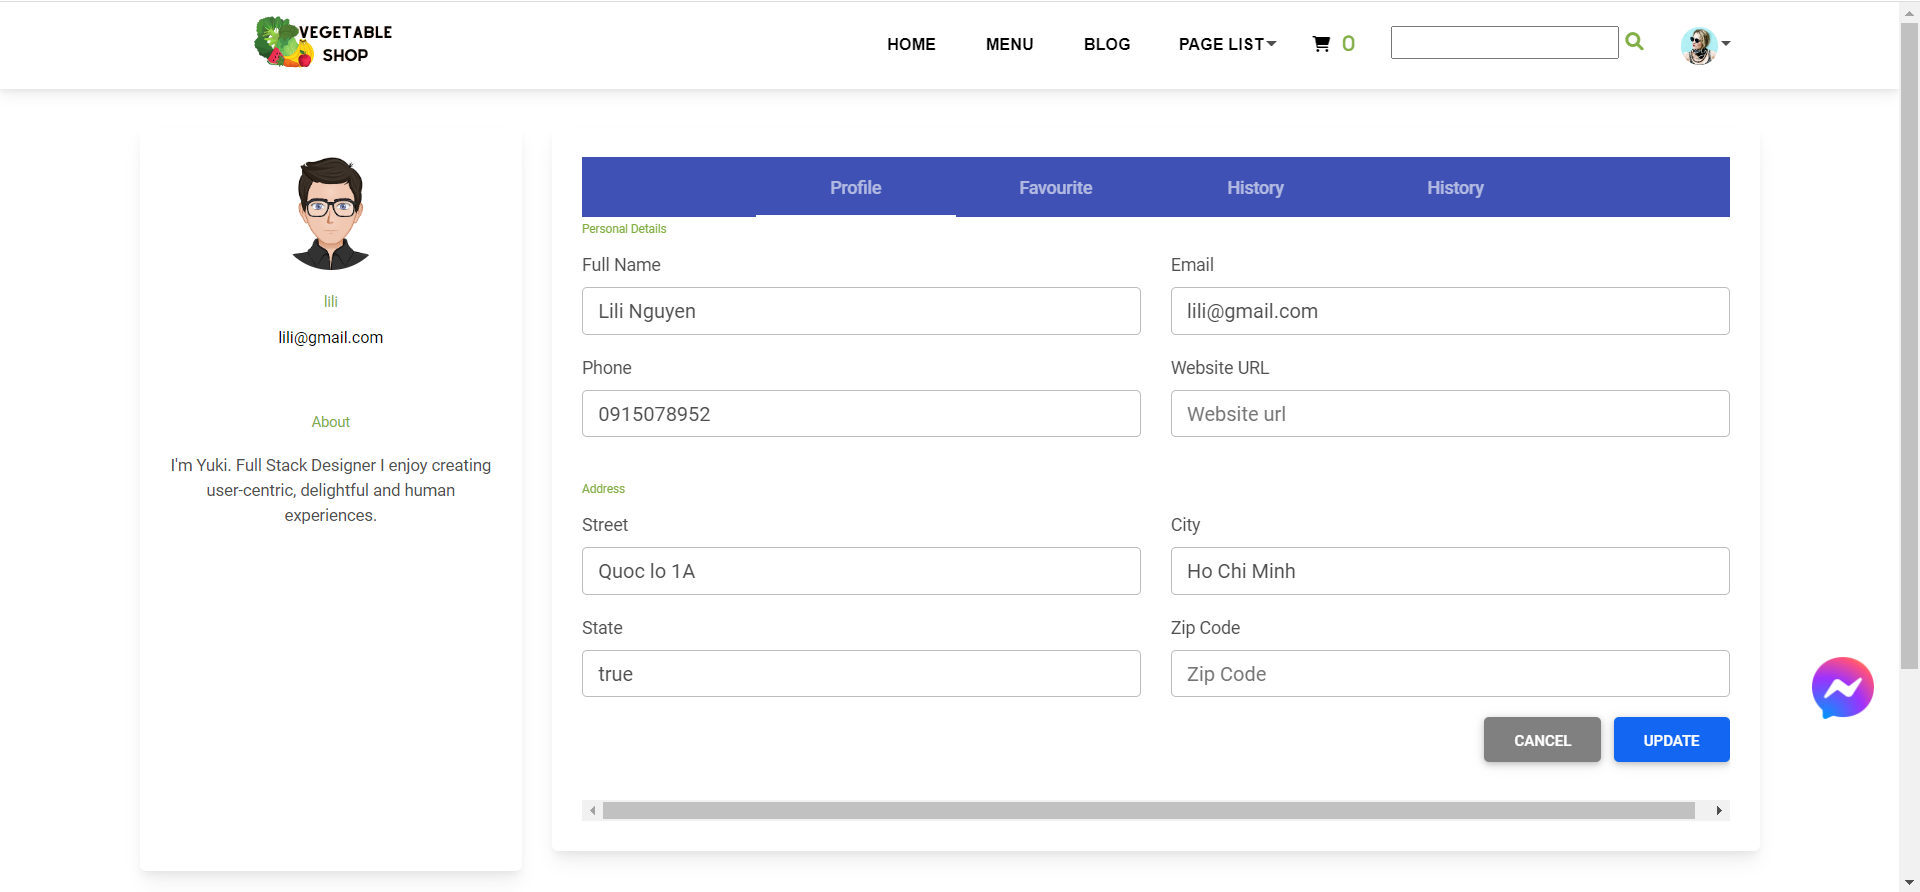 VEGETABLE
SHOP
HOME MENU BLOG PAGE LIST 0
lili
lili@gmail.com
About
I'm Yuki. Full Stack Designer I enjoy creating
user-centric, delightful and human
experiences.
Profile Favourite History History
Personal Details
Full Name Email
Lili Nguyen lili@gmail.com
Phone Website URL
0915078952 Website url
Address
Street City
Quoc lo 1A Ho Chi Minh
State Zip Code
true Zip Code
CANCEL UPDATE